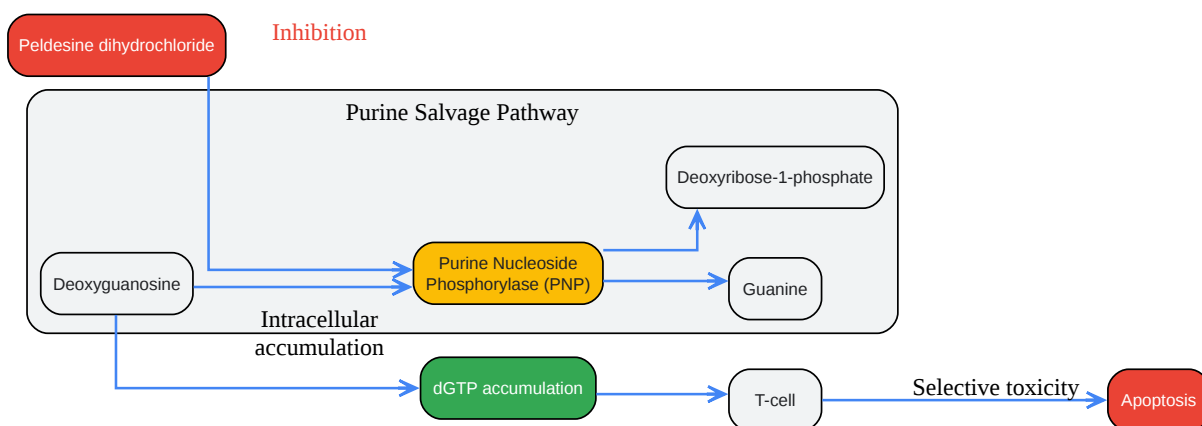 Inhibition
Peldesine dihydrochloride
Purine Salvage Pathway
Deoxyribose-1-phosphate
Purine Nucleoside
Phosphorylase (PNP)
Deoxyguanosine
Guanine
Intracellular
accumulation
dGTP accumulation
T-cell
Selective toxicity
Apoptosis